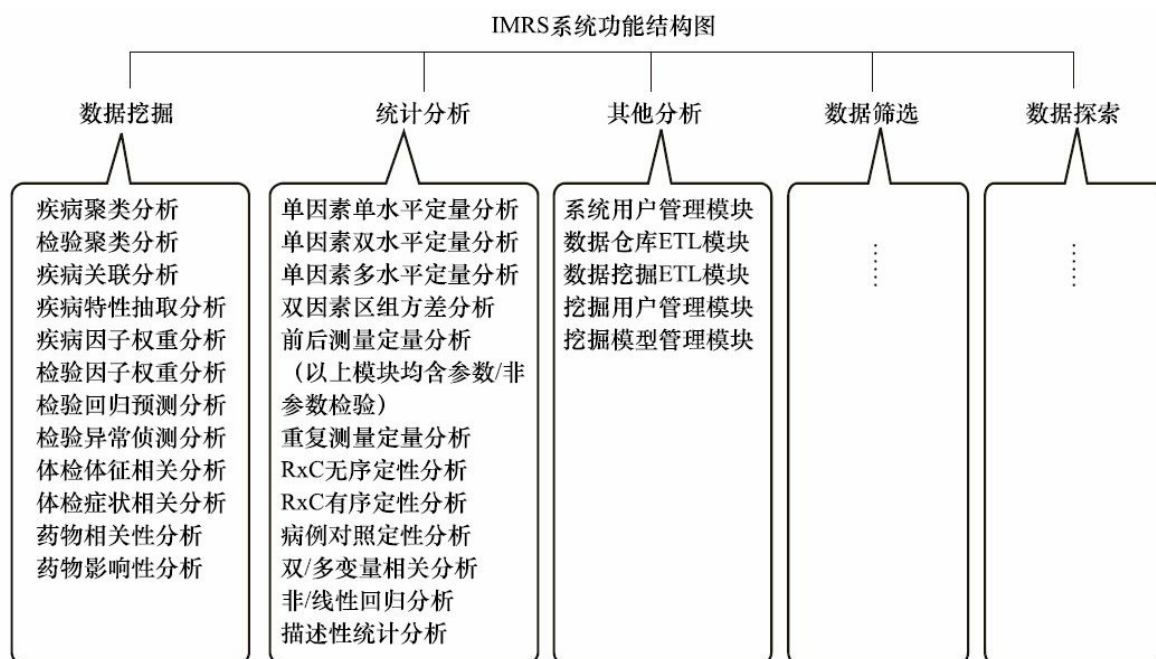 IMRS系统功能结构图
数据挖掘
统计分析
其他分析
数据筛选
数据探索
疾病聚类分析
检验聚类分析
疾病关联分析
疾病特性抽取分析
疾病因子权重分析
检验因子权重分析
检验回归预测分析
检验异常侦测分析
体检体征相关分析
体检症状相关分析
药物相关性分析
药物影响性分析
单因素单水平定量分析
单因素双水平定量分析
单因素多水平定量分析
双因素区组方差分析
前后测量定量分析
（以上模块均含参数/非
参数检验）
重复测量定量分析
RxC无序定性分析
RxC有序定性分析
病例对照定性分析
双/多变量相关分析
非/线性回归分析
描述性统计分析
系统用户管理模块
数据仓库ETL模块
数据挖掘ETL模块
挖掘用户管理模块
挖掘模型管理模块
……
……